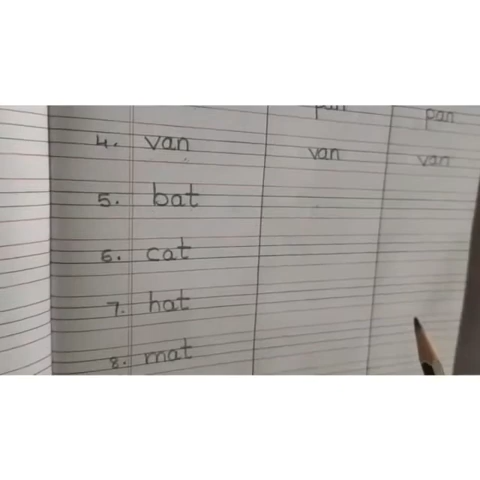 pan pan
4. van van van
5. bat
6. cat
7. hat
8. mat